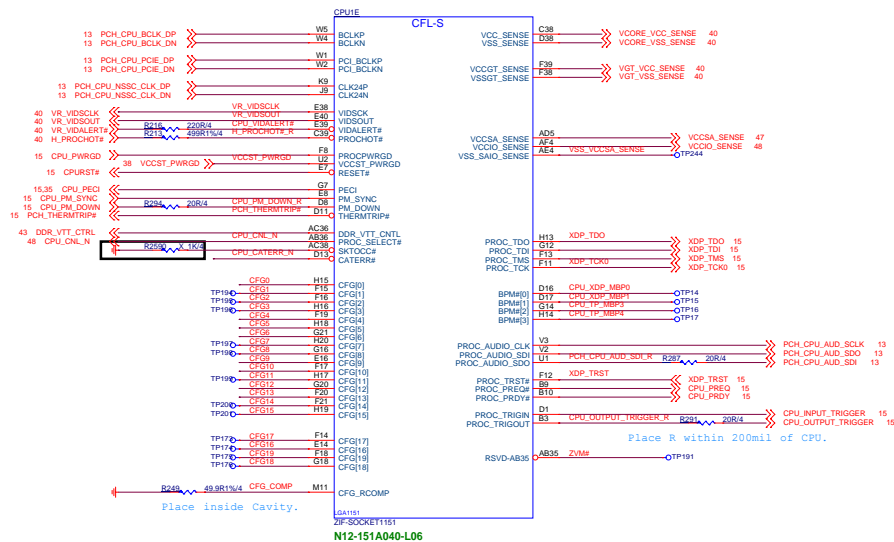 CPU1E
CFL-S
13 PCH_CPU_BCLK_DP W5 BCLKP
13 PCH_CPU_BCLK_DN W4 BCLKN
13 PCH_CPU_PCIE_DP W1 PCI_BCLKP
13 PCH_CPU_PCIE_DN W2 PCI_BCLKN
13 PCH_CPU_NSSC_CLK_DP K9 CLK24P
13 PCH_CPU_NSSC_CLK_DN J9 CLK24N
40 VR_VIDSCLK VR_VIDSCLK E38 VIDSCK
40 VR_VIDSOUT VR_VIDSOUT E40 VIDSOUT
40 VR_VIDALERT# R216 220R/4 CPU_VIDALERT# E39 VIDALERT#
40 H_PROCHOT# R213 499R1%/4 H_PROCHOT#_R C39 PROCHOT#
15 CPU_PWRGD F8 PROCPWRGD
38 VCCST_PWRGD VCCST_PWRGD U2 VCCST_PWRGD
15 CPURST# E7 RESET#
15,35 CPU_PECI G7 PECI
15 CPU_PM_SYNC E8 PM_SYNC
15 CPU_PM_DOWN R294 20R/4 CPU_PM_DOWN_R D8 PM_DOWN
15 PCH_THERMTRIP# PCH_THERMTRIP# D11 THERMTRIP#
43 DDR_VTT_CTRL AC36 DDR_VTT_CNTL
48 CPU_CNL_N CPU_CNL_N AB36 PROC_SELECT#
R2590 X_1K/4 AC38 SKTOCC#
CPU_CATERR_N D13 CATERR#
CFG0 H15 CFG[0]
TP194 CFG1 F15 CFG[1]
TP195 CFG2 F16 CFG[2]
TP196 CFG3 H16 CFG[3]
CFG4 F19 CFG[4]
CFG5 H18 CFG[5]
CFG6 G21 CFG[6]
TP197 CFG7 H20 CFG[7]
TP198 CFG8 G16 CFG[8]
CFG9 E16 CFG[9]
CFG10 F17 CFG[10]
TP199 CFG11 H17 CFG[11]
CFG12 G20 CFG[12]
CFG13 F20 CFG[13]
TP200 CFG14 F21 CFG[14]
TP201 CFG15 H19 CFG[15]
TP173 CFG17 F14 CFG[17]
TP174 CFG16 E14 CFG[16]
TP175 CFG19 F18 CFG[19]
TP176 CFG18 G18 CFG[18]
R249 49.9R1%/4 CFG_COMP M11 CFG_RCOMP
Place inside Cavity.
VCC_SENSE C38 VCORE_VCC_SENSE 40
VSS_SENSE D38 VCORE_VSS_SENSE 40
VCCGT_SENSE F39 VGT_VCC_SENSE 40
VSSGT_SENSE F38 VGT_VSS_SENSE 40
VCCSA_SENSE AD5 VCCSA_SENSE 47
VCCIO_SENSE AF4 VCCIO_SENSE 48
VSS_SAIO_SENSE AE4 VSS_VCCSA_SENSE TP244
PROC_TDO H13 XDP_TDO XDP_TDO 15
PROC_TDI G12 XDP_TDI 15
PROC_TMS F13 XDP_TMS 15
PROC_TCK F11 XDP_TCK0 XDP_TCK0 15
BPM#[0] D16 CPU_XDP_MBP0 TP14
BPM#[1] D17 CPU_XDP_MBP1 TP15
BPM#[2] G14 CPU_TP_MBP3 TP16
BPM#[3] H14 CPU_TP_MBP4 TP17
PROC_AUDIO_CLK V3 PCH_CPU_AUD_SCLK 13
PROC_AUDIO_SDI V2 PCH_CPU_AUD_SDO 13
PROC_AUDIO_SDO U1 PCH_CPU_AUD_SDI_R R287 20R/4 PCH_CPU_AUD_SDI 13
PROC_TRST# F12 XDP_TRST XDP_TRST 15
PROC_PREQ# B9 CPU_PREQ 15
PROC_PRDY# B10 CPU_PRDY 15
PROC_TRIGIN D1 CPU_INPUT_TRIGGER 15
PROC_TRIGOUT B3 CPU_OUTPUT_TRIGGER_R R291 20R/4 CPU_OUTPUT_TRIGGER 15
Place R within 200mil of CPU.
RSVD-AB35 AB35 ZVM# TP191
LGA1151
ZIF-SOCKET1151
N12-151A040-L06